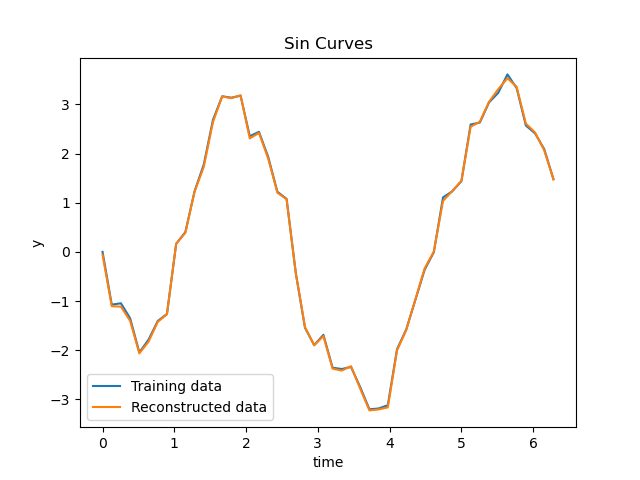 Sin Curves
y
3
2
1
0
−1
−2
−3
Training data
Reconstructed data
0 1 2 3 4 5 6
time